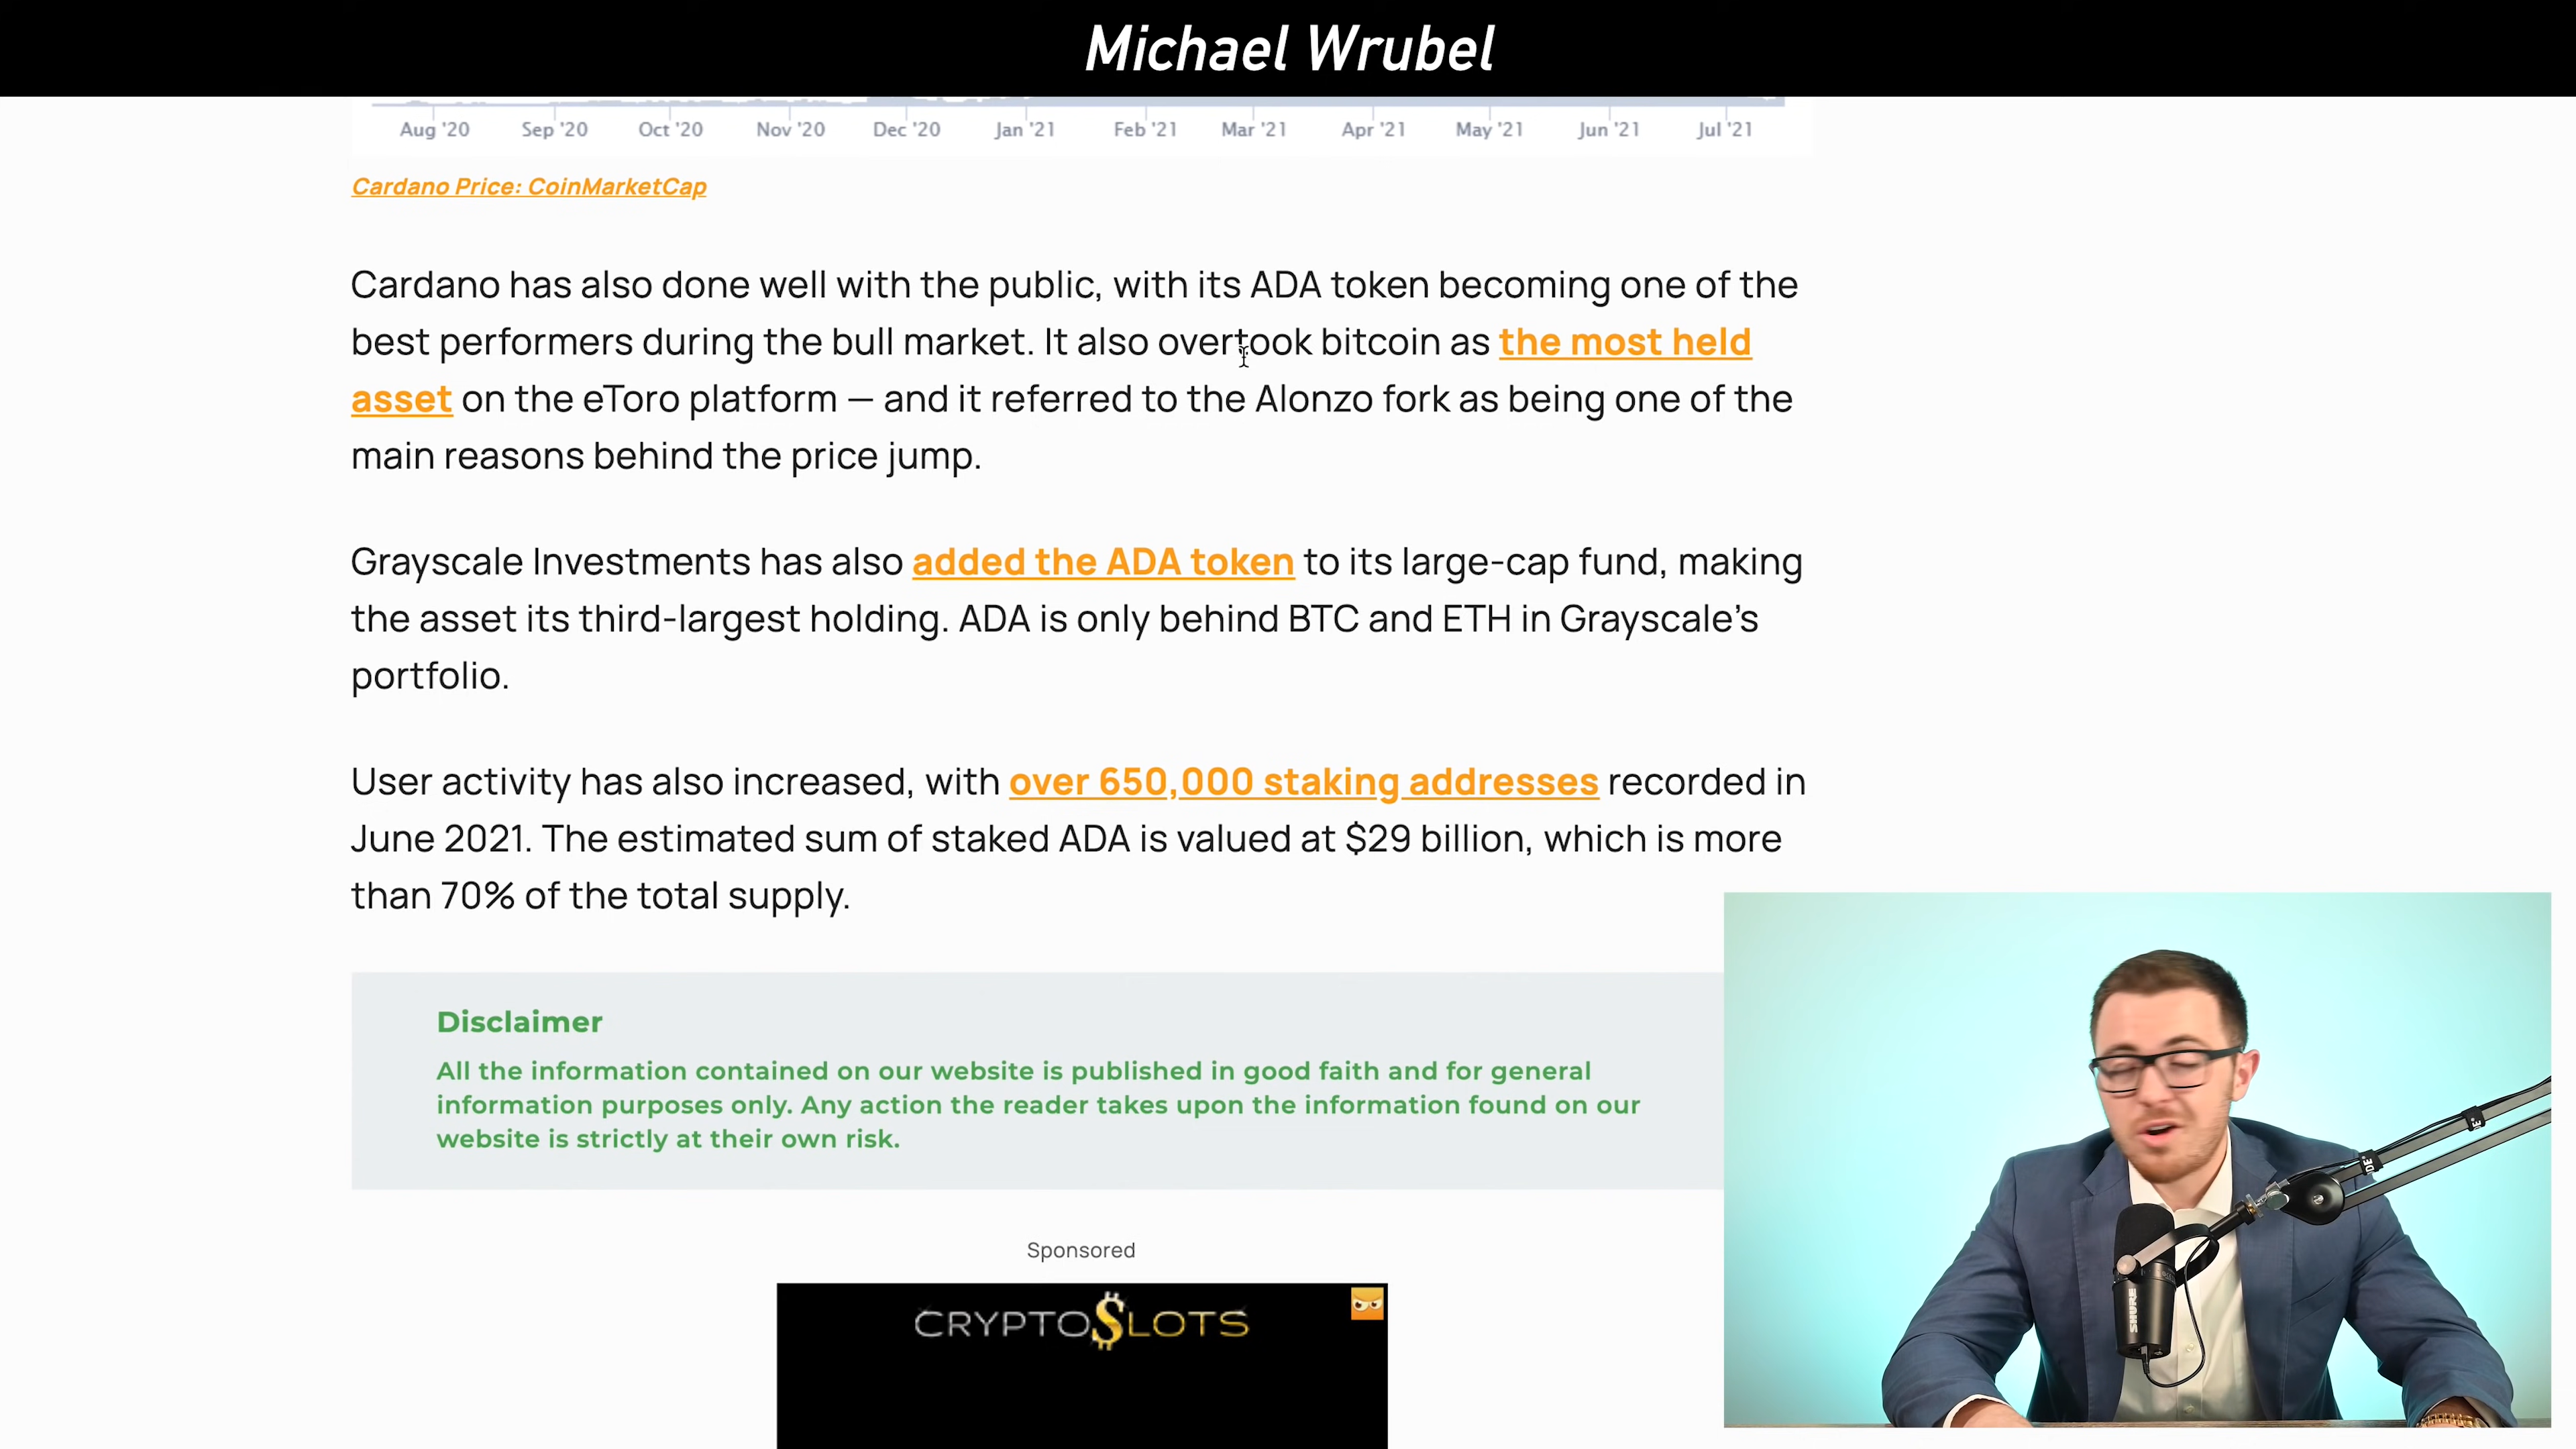 Michael Wrubel
Aug '20 Sep '20 Oct '20 Nov '20 Dec '20 Jan '21 Feb '21 Mar '21 Apr '21 May '21 Jun '21 Jul '21
Cardano Price: CoinMarketCap
Cardano has also done well with the public, with its ADA token becoming one of the
best performers during the bull market. It also overtook bitcoin as the most held
asset on the eToro platform — and it referred to the Alonzo fork as being one of the
main reasons behind the price jump.
Grayscale Investments has also added the ADA token to its large-cap fund, making
the asset its third-largest holding. ADA is only behind BTC and ETH in Grayscale’s
portfolio.
User activity has also increased, with over 650,000 staking addresses recorded in
June 2021. The estimated sum of staked ADA is valued at $29 billion, which is more
than 70% of the total supply.
Disclaimer
All the information contained on our website is published in good faith and for general
information purposes only. Any action the reader takes upon the information found on our
website is strictly at their own risk.
Sponsored
CRYPTO$LOTS
SHURE